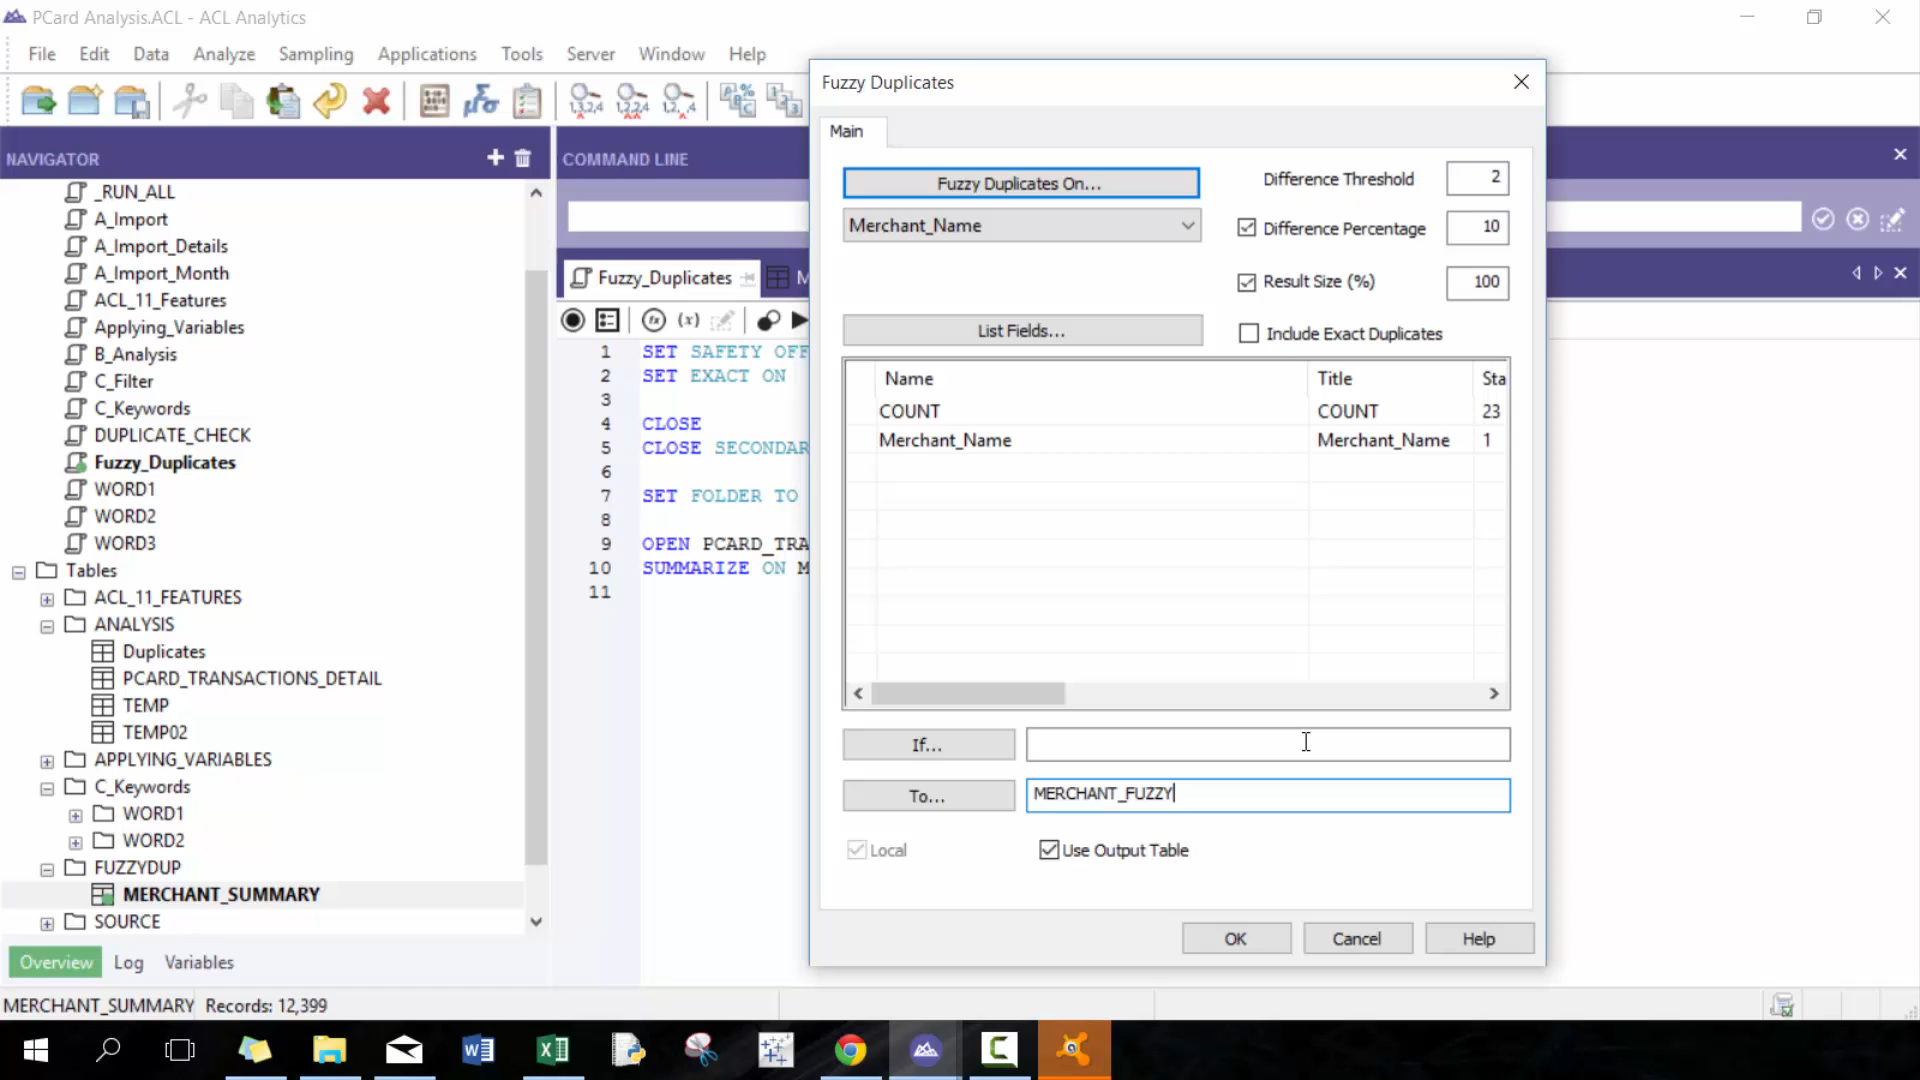 PCard Analysis.ACL - ACL Analytics
File Edit Data Analyze Sampling Applications Tools Server Window Help
NAVIGATOR
_RUN_ALL
A_Import
A_Import_Details
A_Import_Month
ACL_11_Features
Applying_Variables
B_Analysis
C_Filter
C_Keywords
DUPLICATE_CHECK
Fuzzy_Duplicates
WORD1
WORD2
WORD3
Tables
ACL_11_FEATURES
ANALYSIS
Duplicates
PCARD_TRANSACTIONS_DETAIL
TEMP
TEMP02
APPLYING_VARIABLES
C_Keywords
WORD1
WORD2
FUZZYDUP
MERCHANT_SUMMARY
SOURCE
Overview Log Variables
MERCHANT_SUMMARY Records: 12,399
COMMAND LINE
Fuzzy_Duplicates M
1 SET SAFETY OFF
2 SET EXACT ON
3
4 CLOSE
5 CLOSE SECONDAR
6
7 SET FOLDER TO
8
9 OPEN PCARD_TRA
10 SUMMARIZE ON M
11
Fuzzy Duplicates
Main
Fuzzy Duplicates On...
Merchant_Name
Difference Threshold 2
Difference Percentage 10
Result Size (%) 100
List Fields...
Include Exact Duplicates
Name Title Sta
COUNT COUNT 23
Merchant_Name Merchant_Name 1
If...
To... MERCHANT_FUZZY
Local Use Output Table
OK Cancel Help